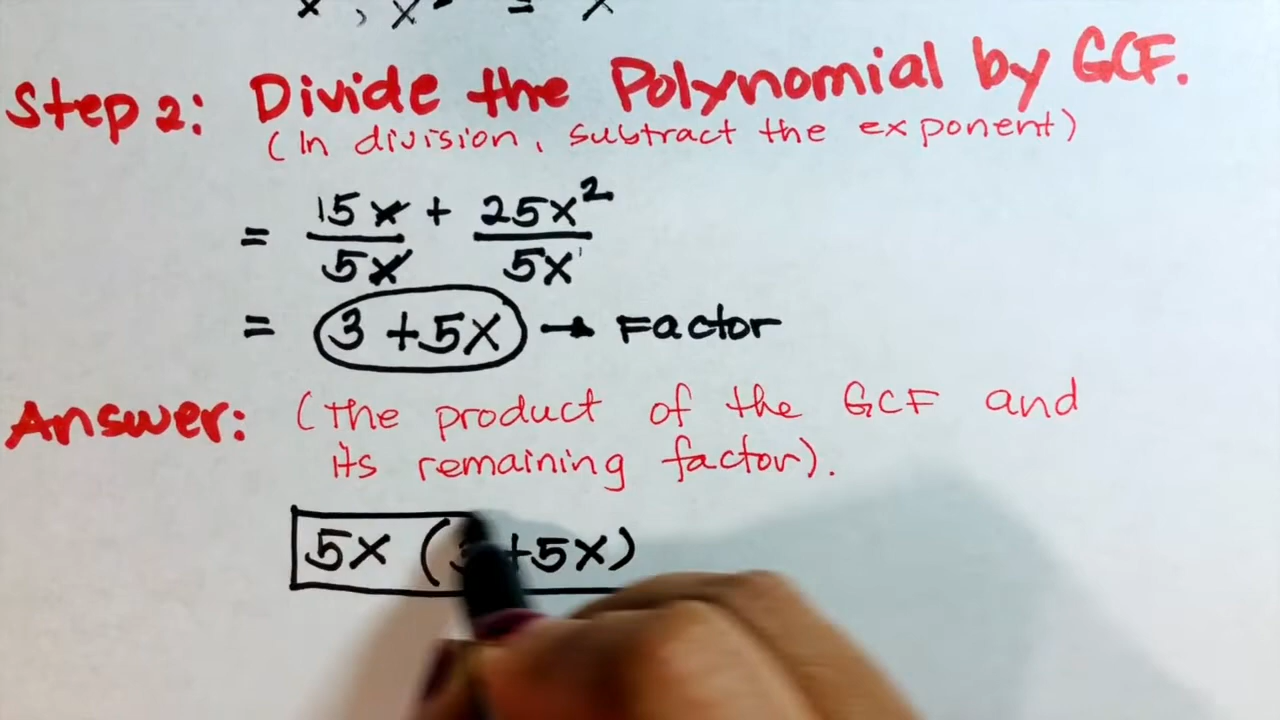 Step 2: Divide the Polynomial by GCF.
(In division, subtract the exponent)
= 15x/5x + 25x²/5x
= 3 + 5x → Factor
Answer: (The product of the GCF and
its remaining factor).
5x ( +5x)